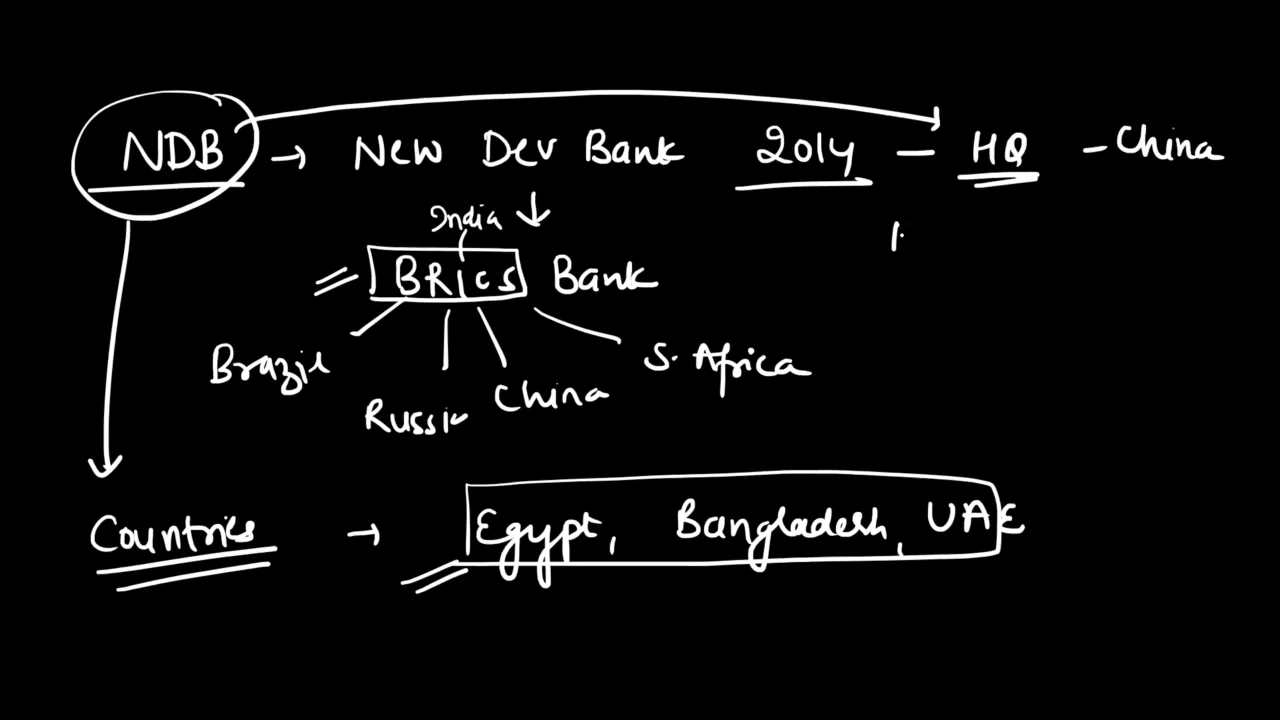 NDB → New Dev Bank 2014 — HQ - China
India ↓
BRICS Bank
Brazil
S. Africa
China
Russia
Countries → Egypt, Bangladesh, UAE